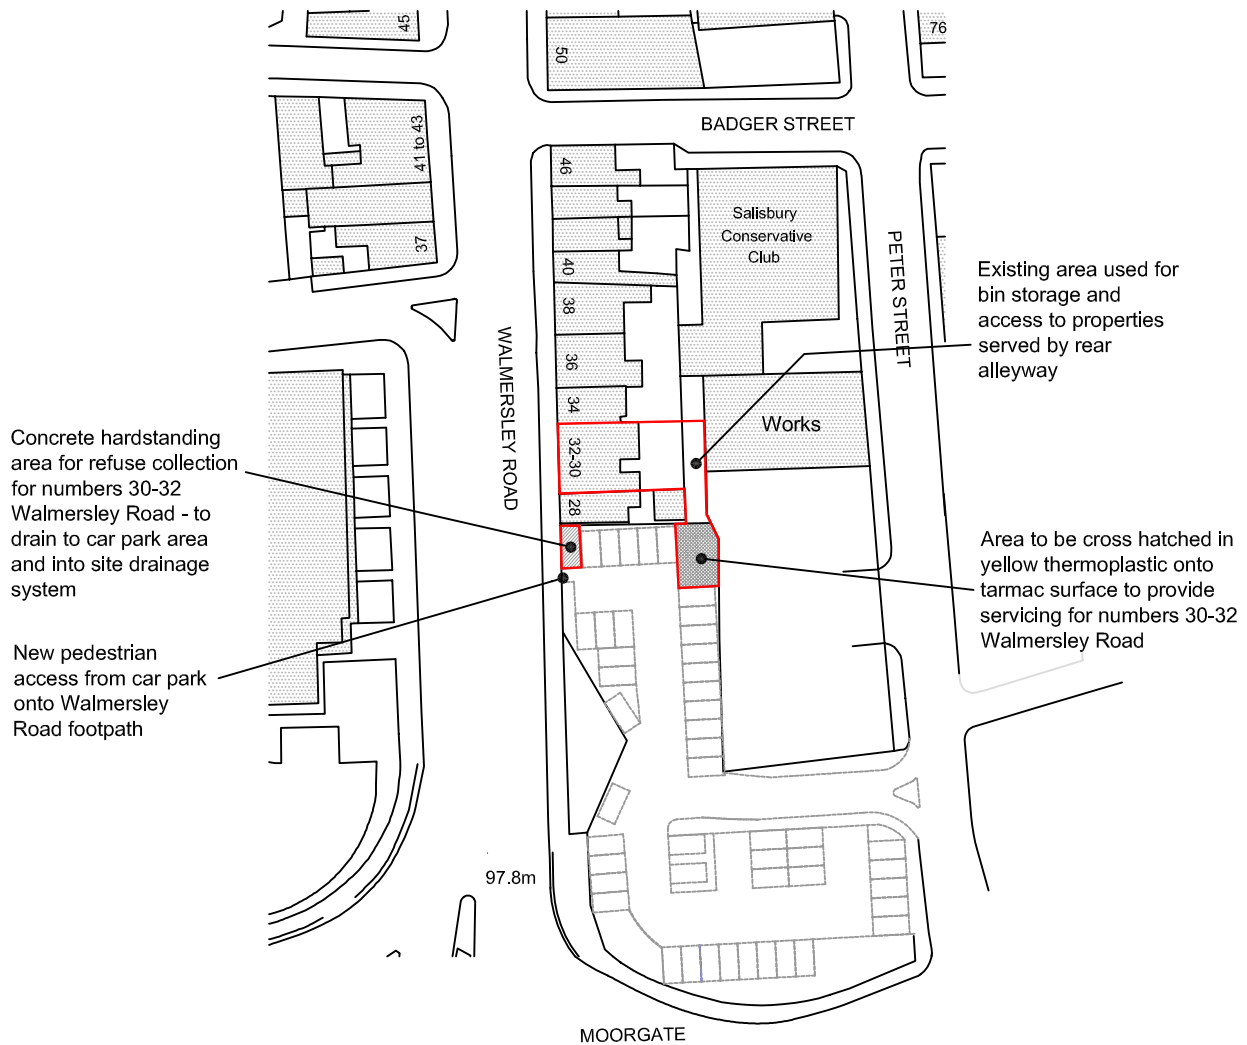 45
50
76
BADGER STREET
41 to 43
46
Salisbury
Conservative
Club
37
PETER STREET
40
38
Existing area used for
bin storage and
access to properties
served by rear
alleyway
WALMERSLEY ROAD
36
34
Works
32-30
28
Concrete hardstanding
area for refuse collection
for numbers 30-32
Walmersley Road - to
drain to car park area
and into site drainage
system
Area to be cross hatched in
yellow thermoplastic onto
tarmac surface to provide
servicing for numbers 30-32
Walmersley Road
New pedestrian
access from car park
onto Walmersley
Road footpath
97.8m
MOORGATE